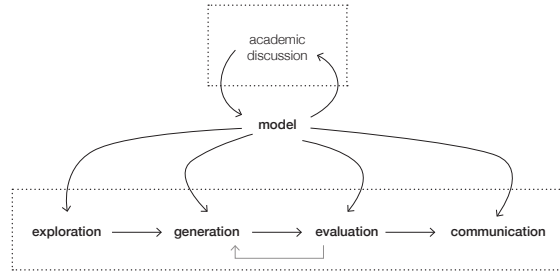 academic
discussion
model
exploration generation evaluation communication